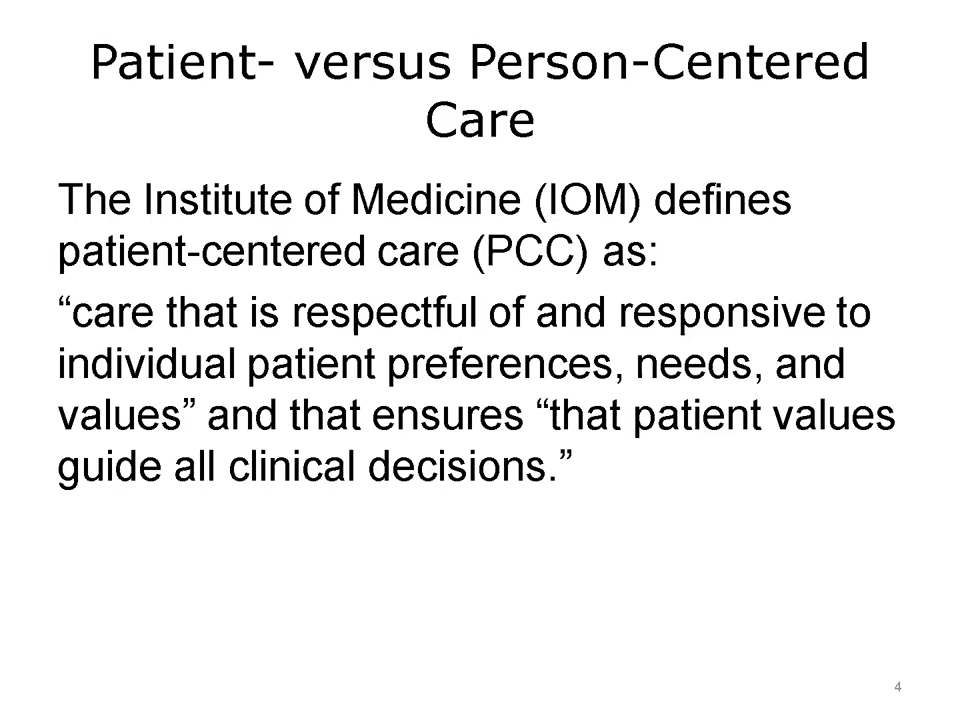 Patient- versus Person-Centered
Care
The Institute of Medicine (IOM) defines
patient-centered care (PCC) as:
“care that is respectful of and responsive to
individual patient preferences, needs, and
values” and that ensures “that patient values
guide all clinical decisions.”
4